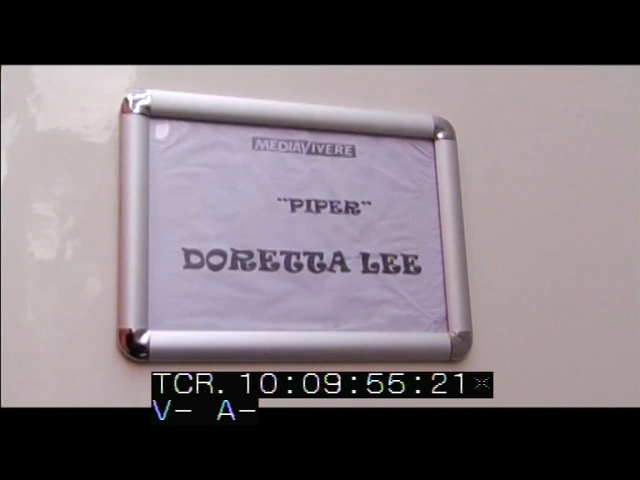 MEDIAVIVERE
"PIPER"
DORETTA LEE
TCR. 10:09:55:21
V- A-